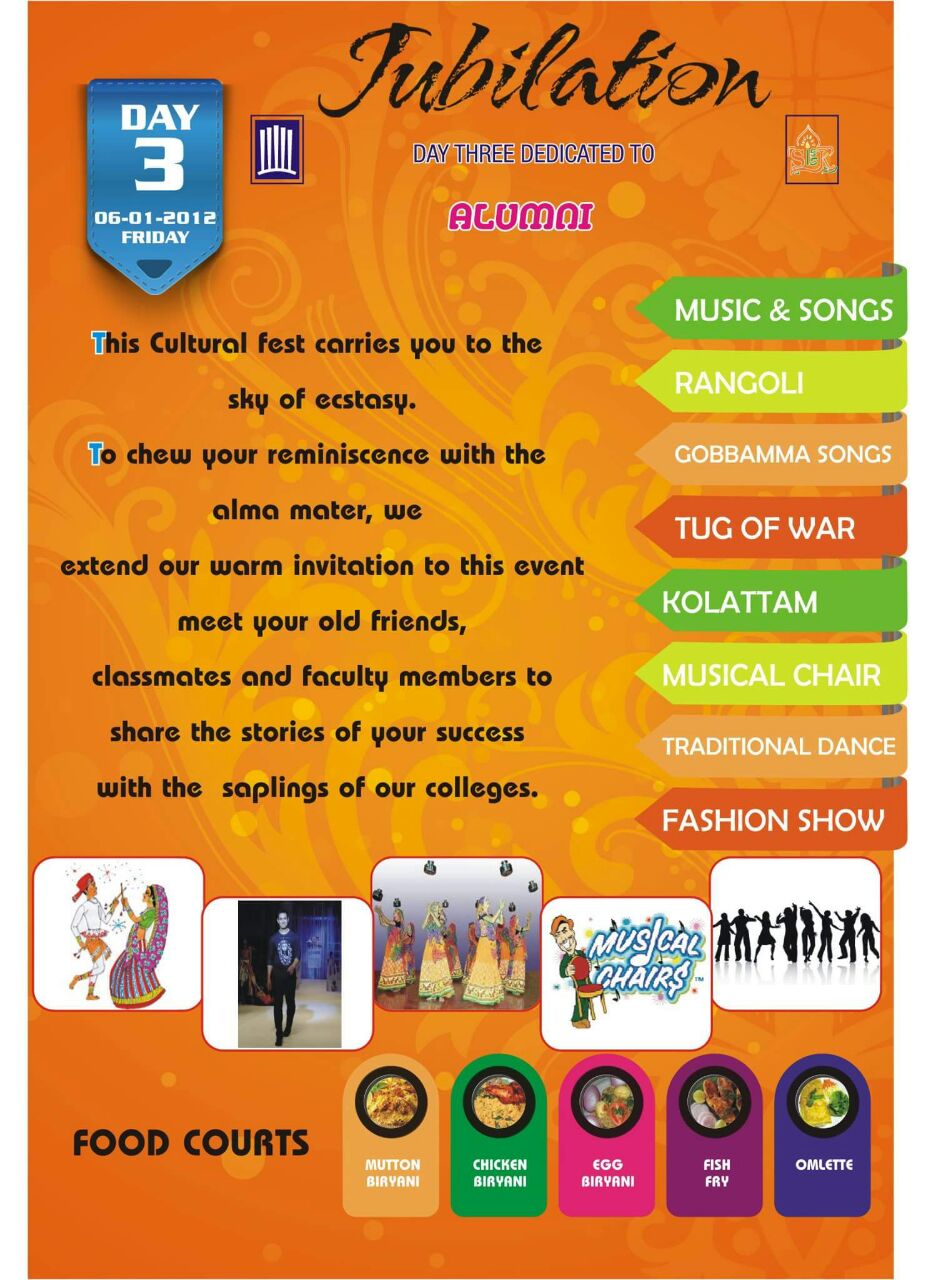 Jubilation
DAY
3
06-01-2012
FRIDAY
DAY THREE DEDICATED TO
ALUMNI
This Cultural fest carries you to the
sky of ecstasy.
To chew your reminiscence with the
alma mater, we
extend our warm invitation to this event
meet your old friends,
classmates and faculty members to
share the stories of your success
with the saplings of our colleges.
MUSIC & SONGS
RANGOLI
GOBBAMMA SONGS
TUG OF WAR
KOLATTAM
MUSICAL CHAIR
TRADITIONAL DANCE
FASHION SHOW
MUSICAL
CHAIRS™
FOOD COURTS
MUTTON
BIRYANI
CHICKEN
BIRYANI
EGG
BIRYANI
FISH
FRY
OMLETTE